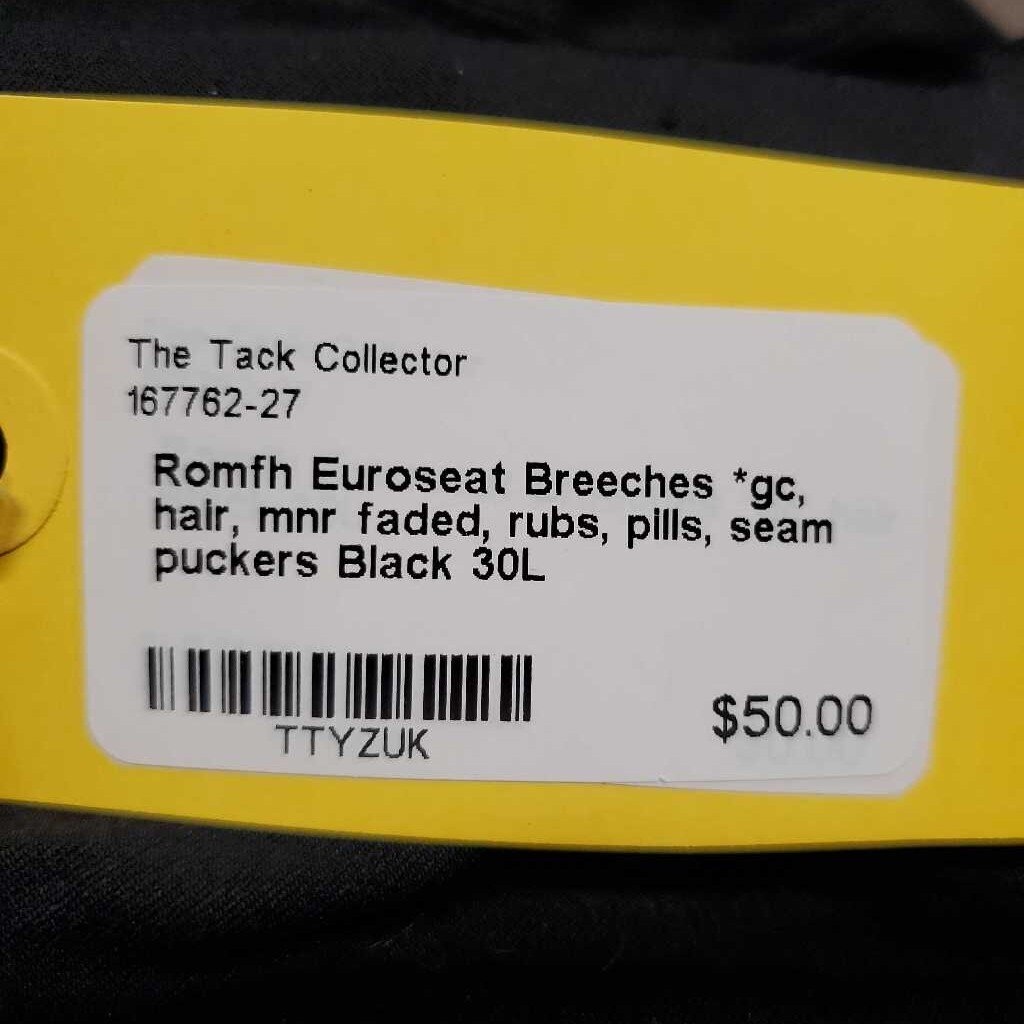 The Tack Collector
167762-27
Romfh Euroseat Breeches *gc,
hair, mnr faded, rubs, pills, seam
puckers Black 30L
TTYZUK
$50.00